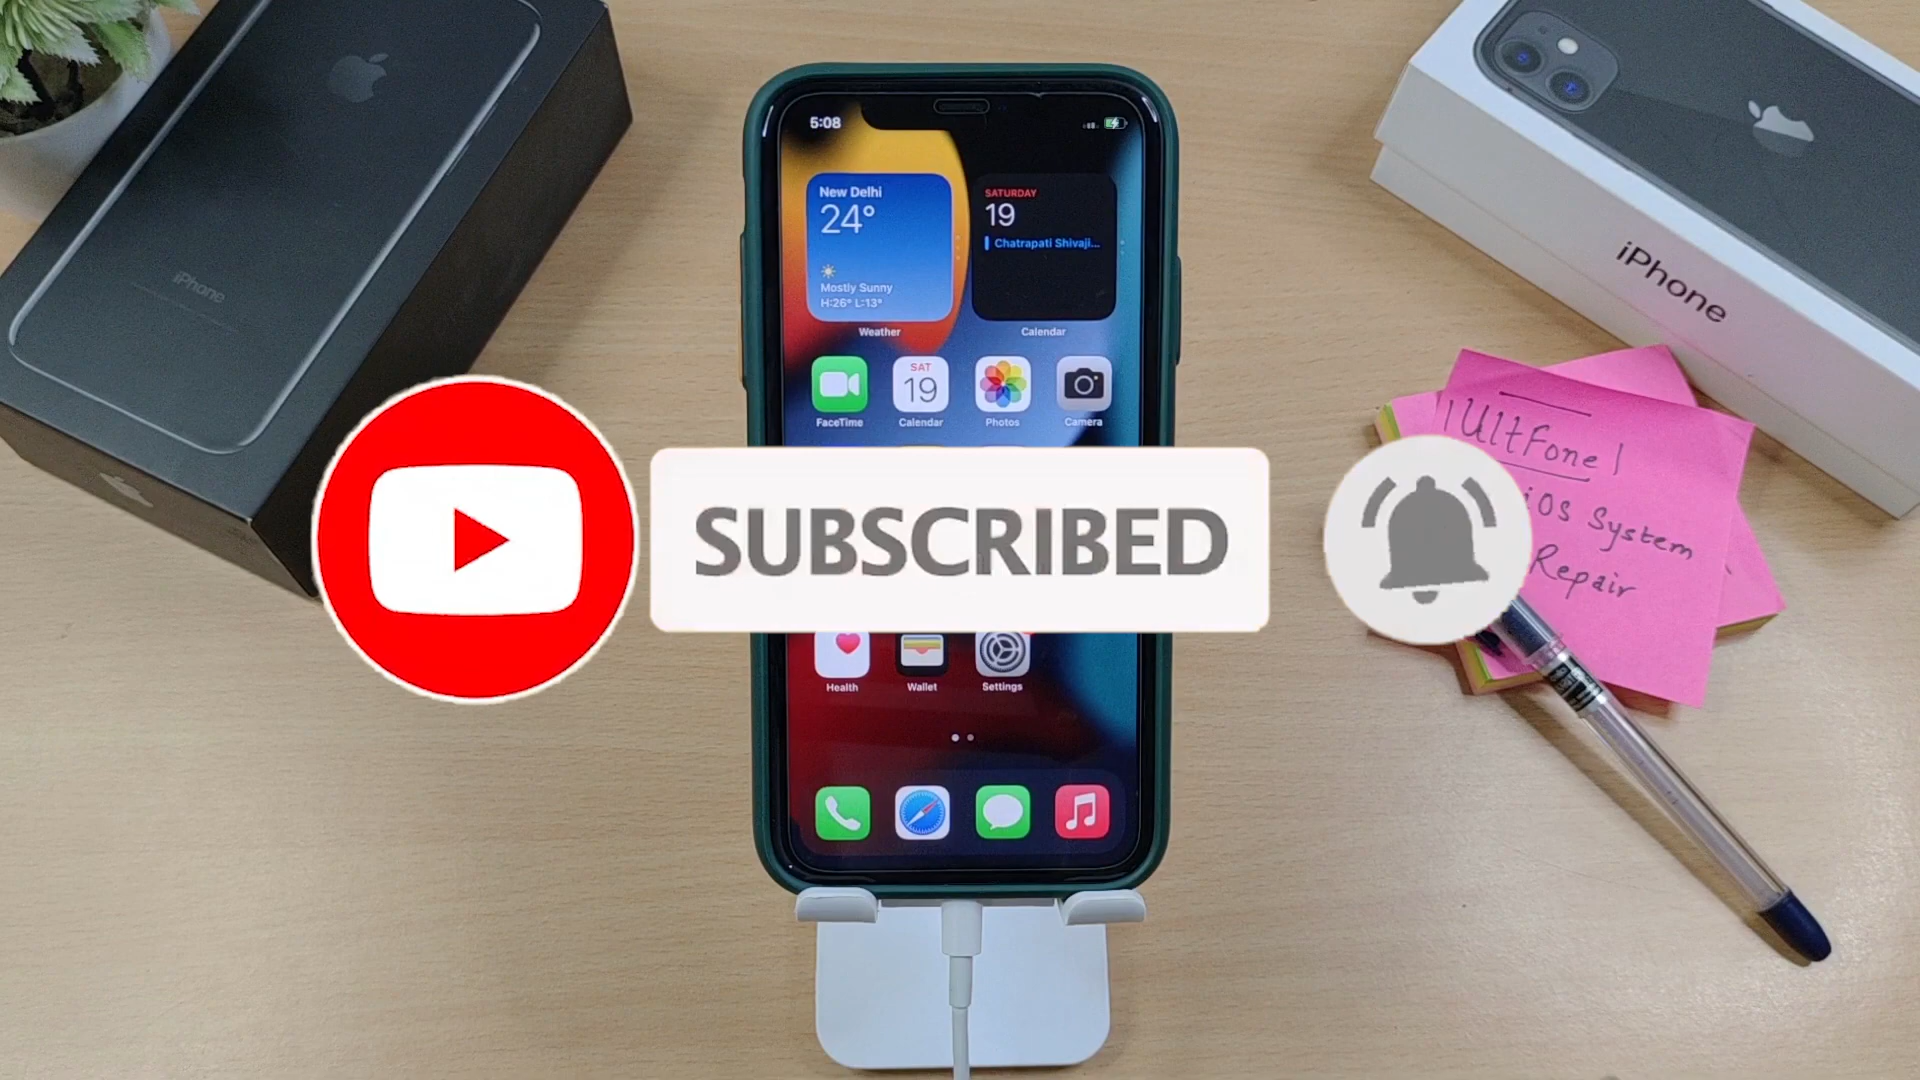 5:08
New Delhi
24°
Mostly Sunny
H:26° L:13°
Weather
SATURDAY
19
Chatrapati Shivaji...
Calendar
SAT
19
FaceTime
Calendar
Photos
Camera
SUBSCRIBED
Health
Wallet
Settings
iPhone
iPhone
UltFone
iOS System
Repair